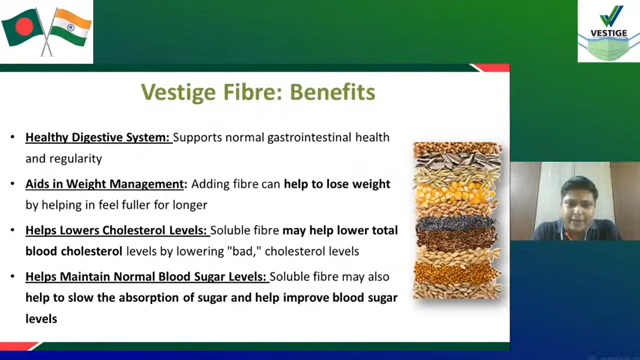 VESTIGE
Vestige Fibre: Benefits
• Healthy Digestive System: Supports normal gastrointestinal health
and regularity
• Aids in Weight Management: Adding fibre can help to lose weight
by helping in feel fuller for longer
• Helps Lowers Cholesterol Levels: Soluble fibre may help lower total
blood cholesterol levels by lowering "bad," cholesterol levels
• Helps Maintain Normal Blood Sugar Levels: Soluble fibre may also
help to slow the absorption of sugar and help improve blood sugar
levels